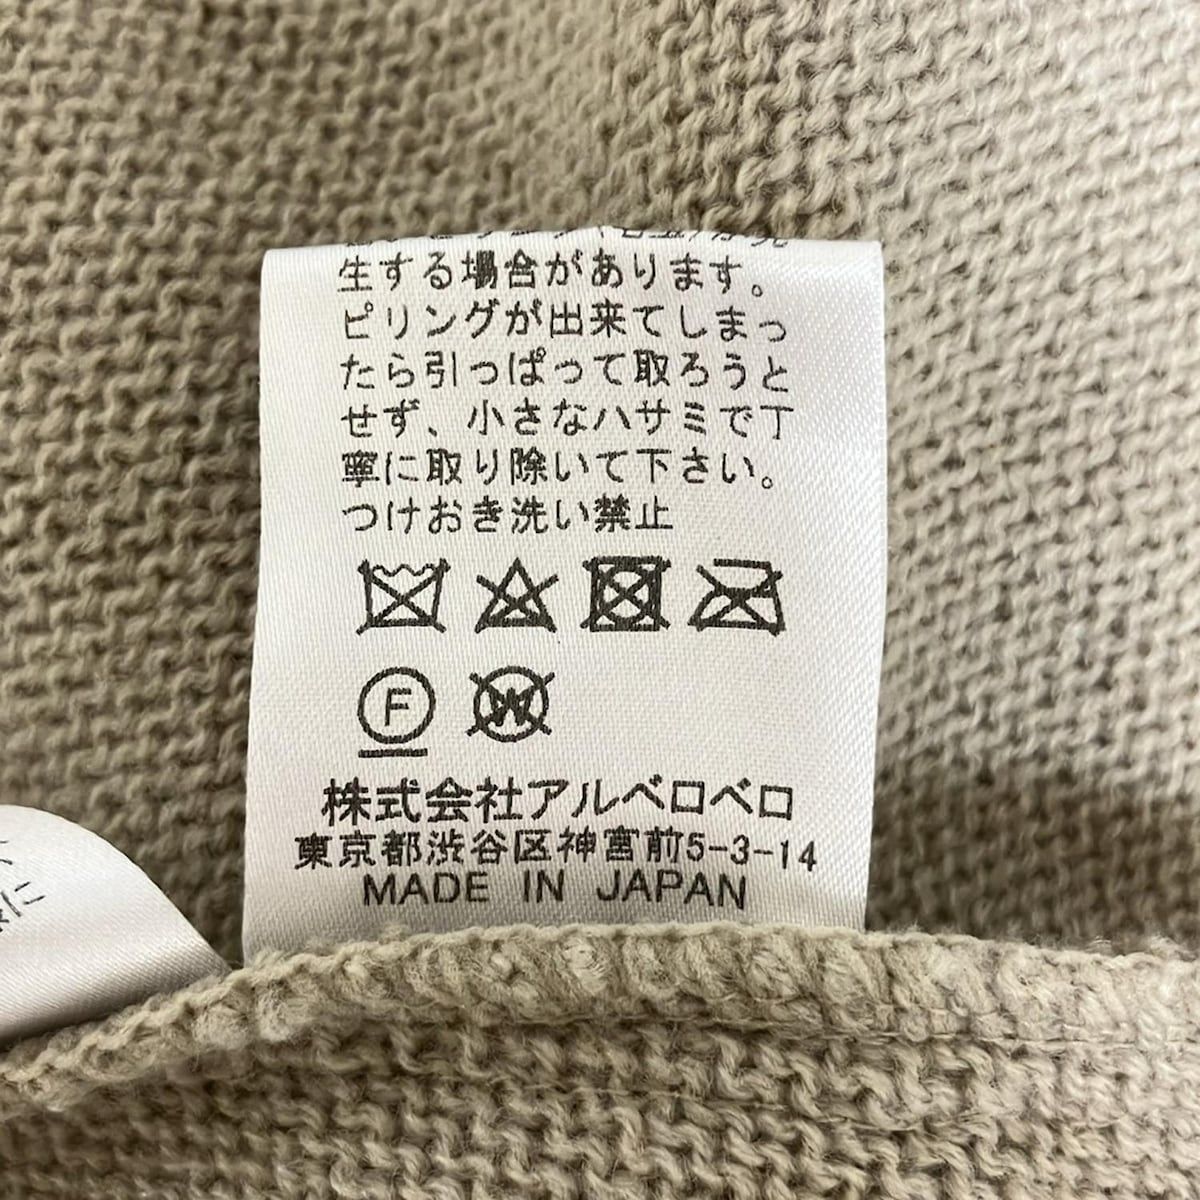 生する場合があります。
ピリングが出来てしまっ
たら引っぱって取ろうと
せず、小さなハサミで丁
寧に取り除いて下さい。
つけおき洗い禁止
F W
株式会社アルベロベロ
東京都渋谷区神宮前5-3-14
MADE IN JAPAN
に